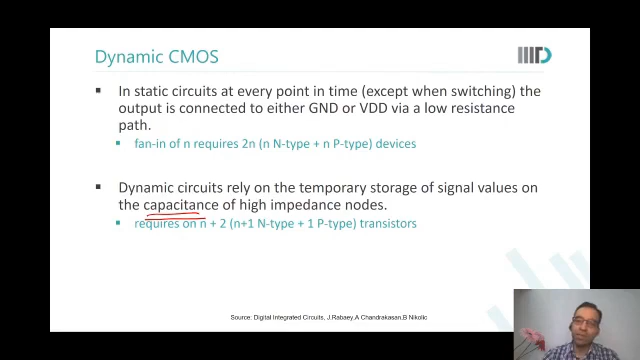 Dynamic CMOS
▪ In static circuits at every point in time (except when switching) the
output is connected to either GND or VDD via a low resistance
path.
▪ fan-in of n requires 2n (n N-type + n P-type) devices
▪ Dynamic circuits rely on the temporary storage of signal values on
the capacitance of high impedance nodes.
▪ requires on n + 2 (n+1 N-type + 1 P-type) transistors
Source: Digital Integrated Circuits, J.Rabaey,A Chandrakasan,B Nikolic